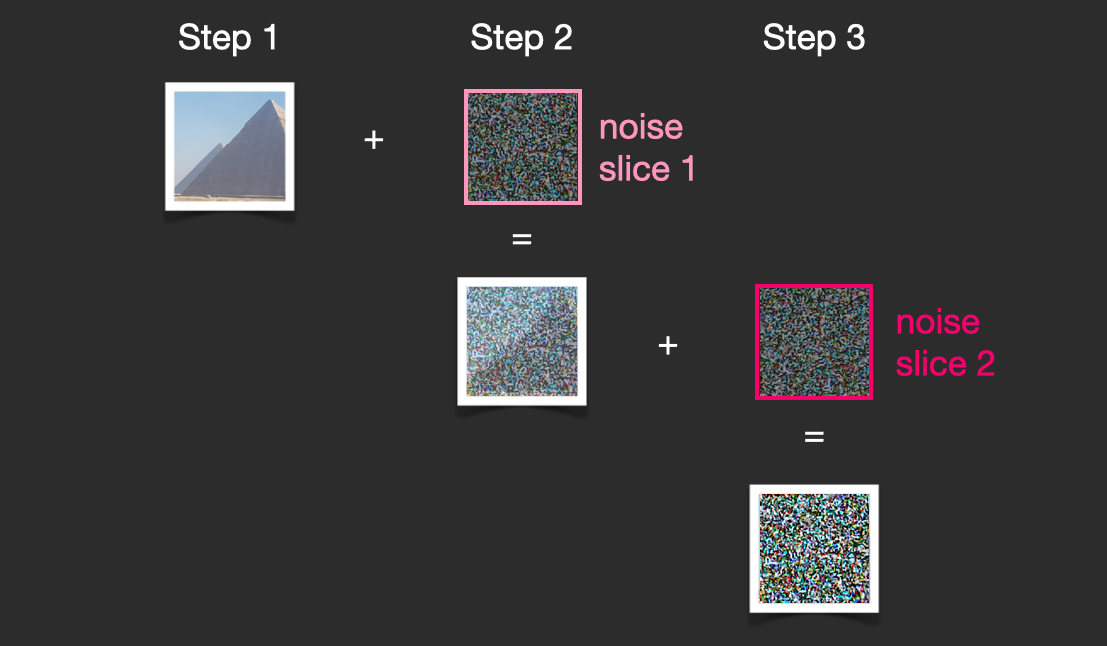 Step 1
Step 2
Step 3
+
noise
slice 1
=
+
noise
slice 2
=